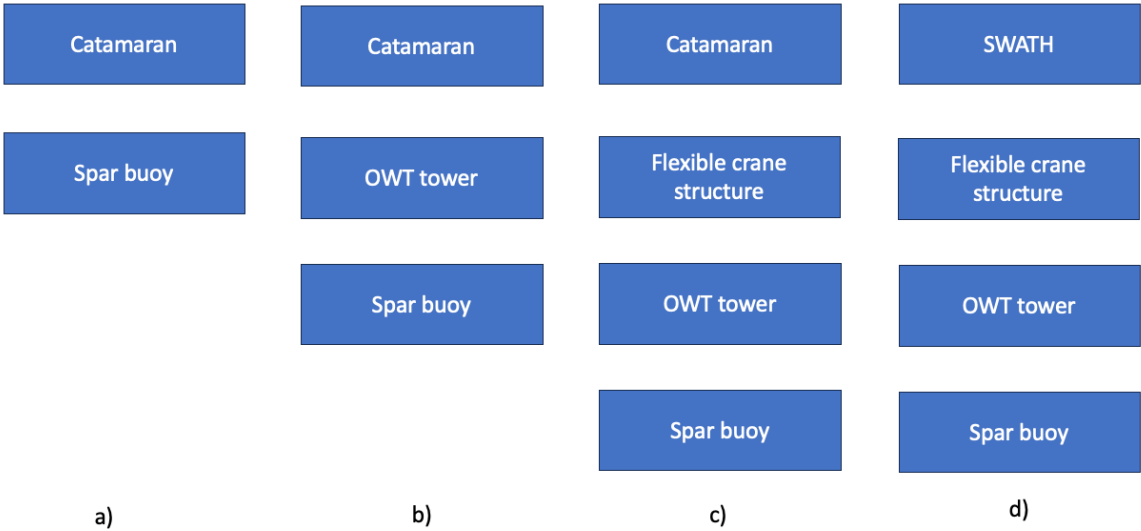 Catamaran
Spar buoy
a)
Catamaran
OWT tower
Spar buoy
b)
Catamaran
Flexible crane
structure
OWT tower
Spar buoy
c)
SWATH
Flexible crane
structure
OWT tower
Spar buoy
d)